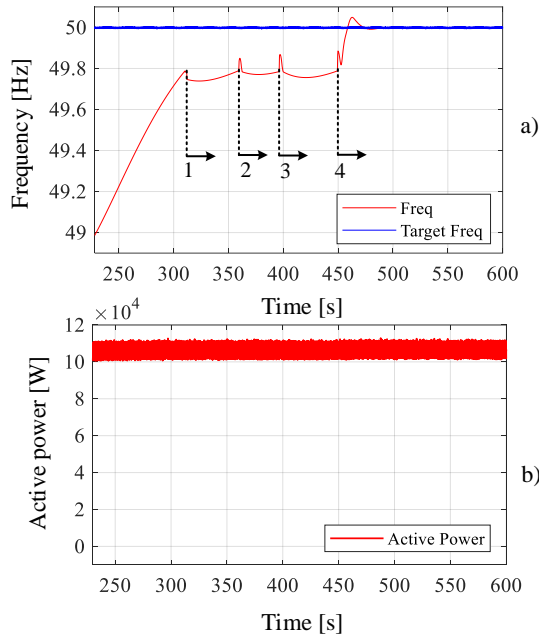 50
49.8
49.6
49.4
49.2
49
Frequency [Hz]
1
2
3
4
a)
Freq
Target Freq
250 300 350 400 450 500 550 600
Time [s]
×10⁴
12
10
8
6
4
2
0
Active power [W]
b)
Active Power
250 300 350 400 450 500 550 600
Time [s]